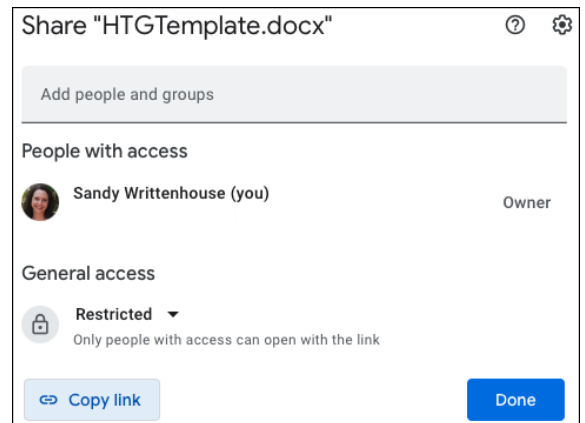 Share "HTGTemplate.docx"
Add people and groups
People with access
Sandy Writtenhouse (you)
Owner
General access
Restricted
Only people with access can open with the link
Copy link
Done